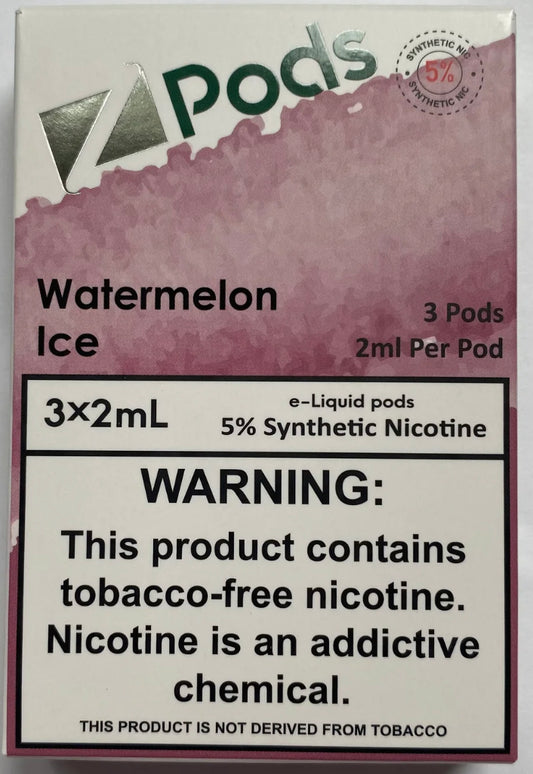 Z Pods
SYNTHETIC NIC
5%
SYNTHETIC NIC
Watermelon
Ice
3 Pods
2ml Per Pod
3×2mL
e-Liquid pods
5% Synthetic Nicotine
WARNING:
This product contains
tobacco-free nicotine.
Nicotine is an addictive
chemical.
THIS PRODUCT IS NOT DERIVED FROM TOBACCO